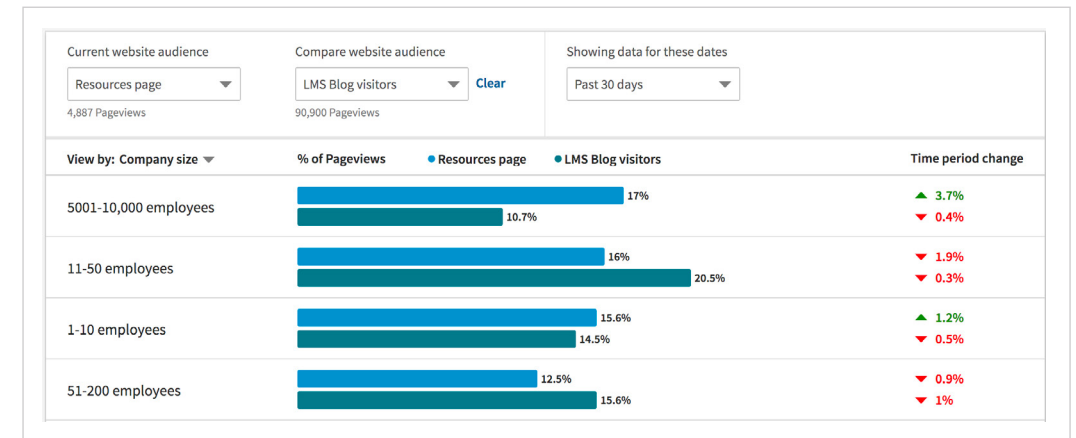 Current website audience
Compare website audience
Showing data for these dates
Resources page
LMS Blog visitors
Clear
Past 30 days
4,887 Pageviews
90,900 Pageviews
View by: Company size % of Pageviews Resources page LMS Blog visitors Time period change
5001-10,000 employees
17%
10.7%
3.7%
0.4%
11-50 employees
16%
20.5%
1.9%
0.3%
1-10 employees
15.6%
14.5%
1.2%
0.5%
51-200 employees
12.5%
15.6%
0.9%
1%